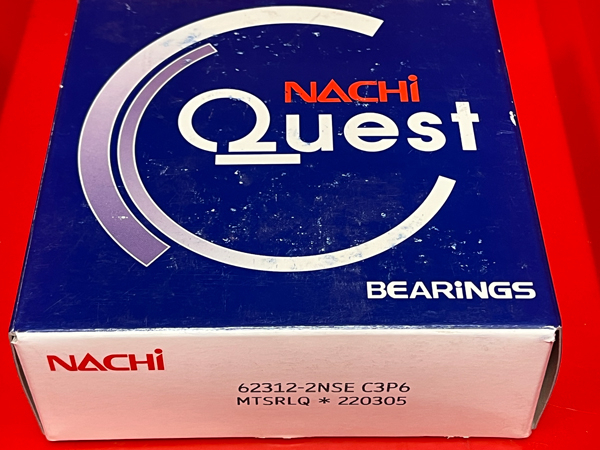 NACHi
Quest
BEARiNGS
NACHi
62312-2NSE C3P6
MTSRLQ * 220305